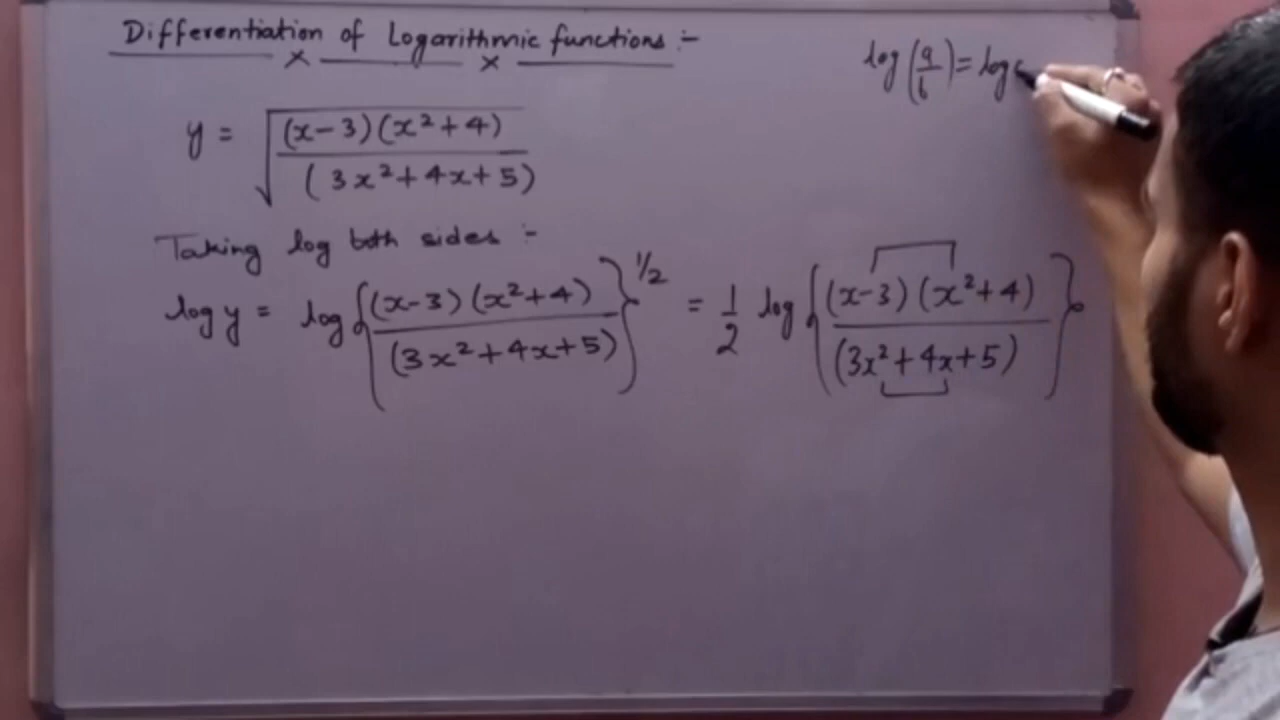 Differentiation of Logarithmic functions :-
log(a/b) = log
y = √((x-3)(x²+4) / (3x²+4x+5))
Taking log both sides :-
log y = log{(x-3)(x²+4) / (3x²+4x+5)}^1/2 = 1/2 log{(x-3)(x²+4) / (3x²+4x+5)}